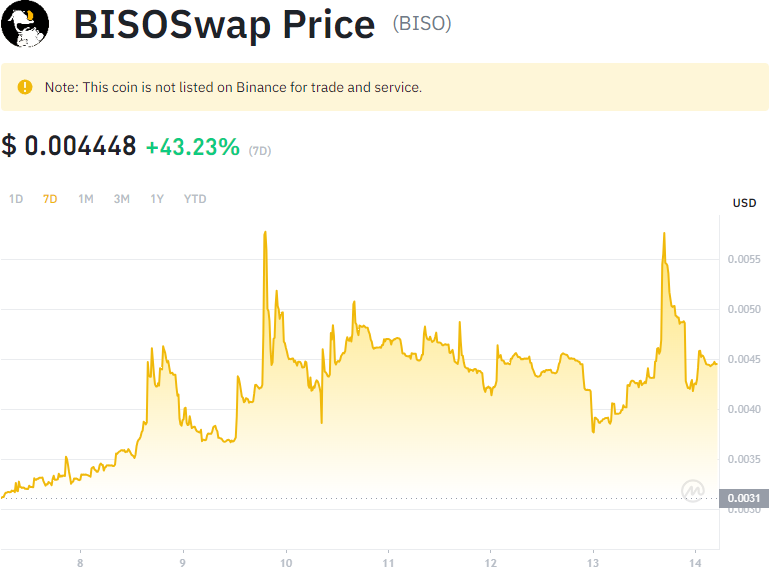 BISOSwap Price (BISO)
Note: This coin is not listed on Binance for trade and service.
$ 0.004448 +43.23% (7D)
1D 7D 1M 3M 1Y YTD
USD
0.0055
0.0050
0.0045
0.0040
0.0035
0.0031
0.0030
8 9 10 11 12 13 14